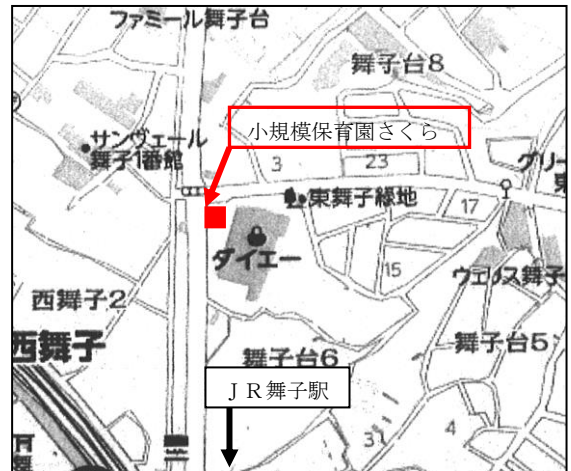 ファミール舞子台
舞子台8
小規模保育園さくら
サンヴェール
舞子1番館
3
23
グリー
東
東舞子緑地
17
ダイエー
15
ウェリス舞子
西舞子2
西舞子
舞子台6
舞子台5
JR舞子駅
3
4